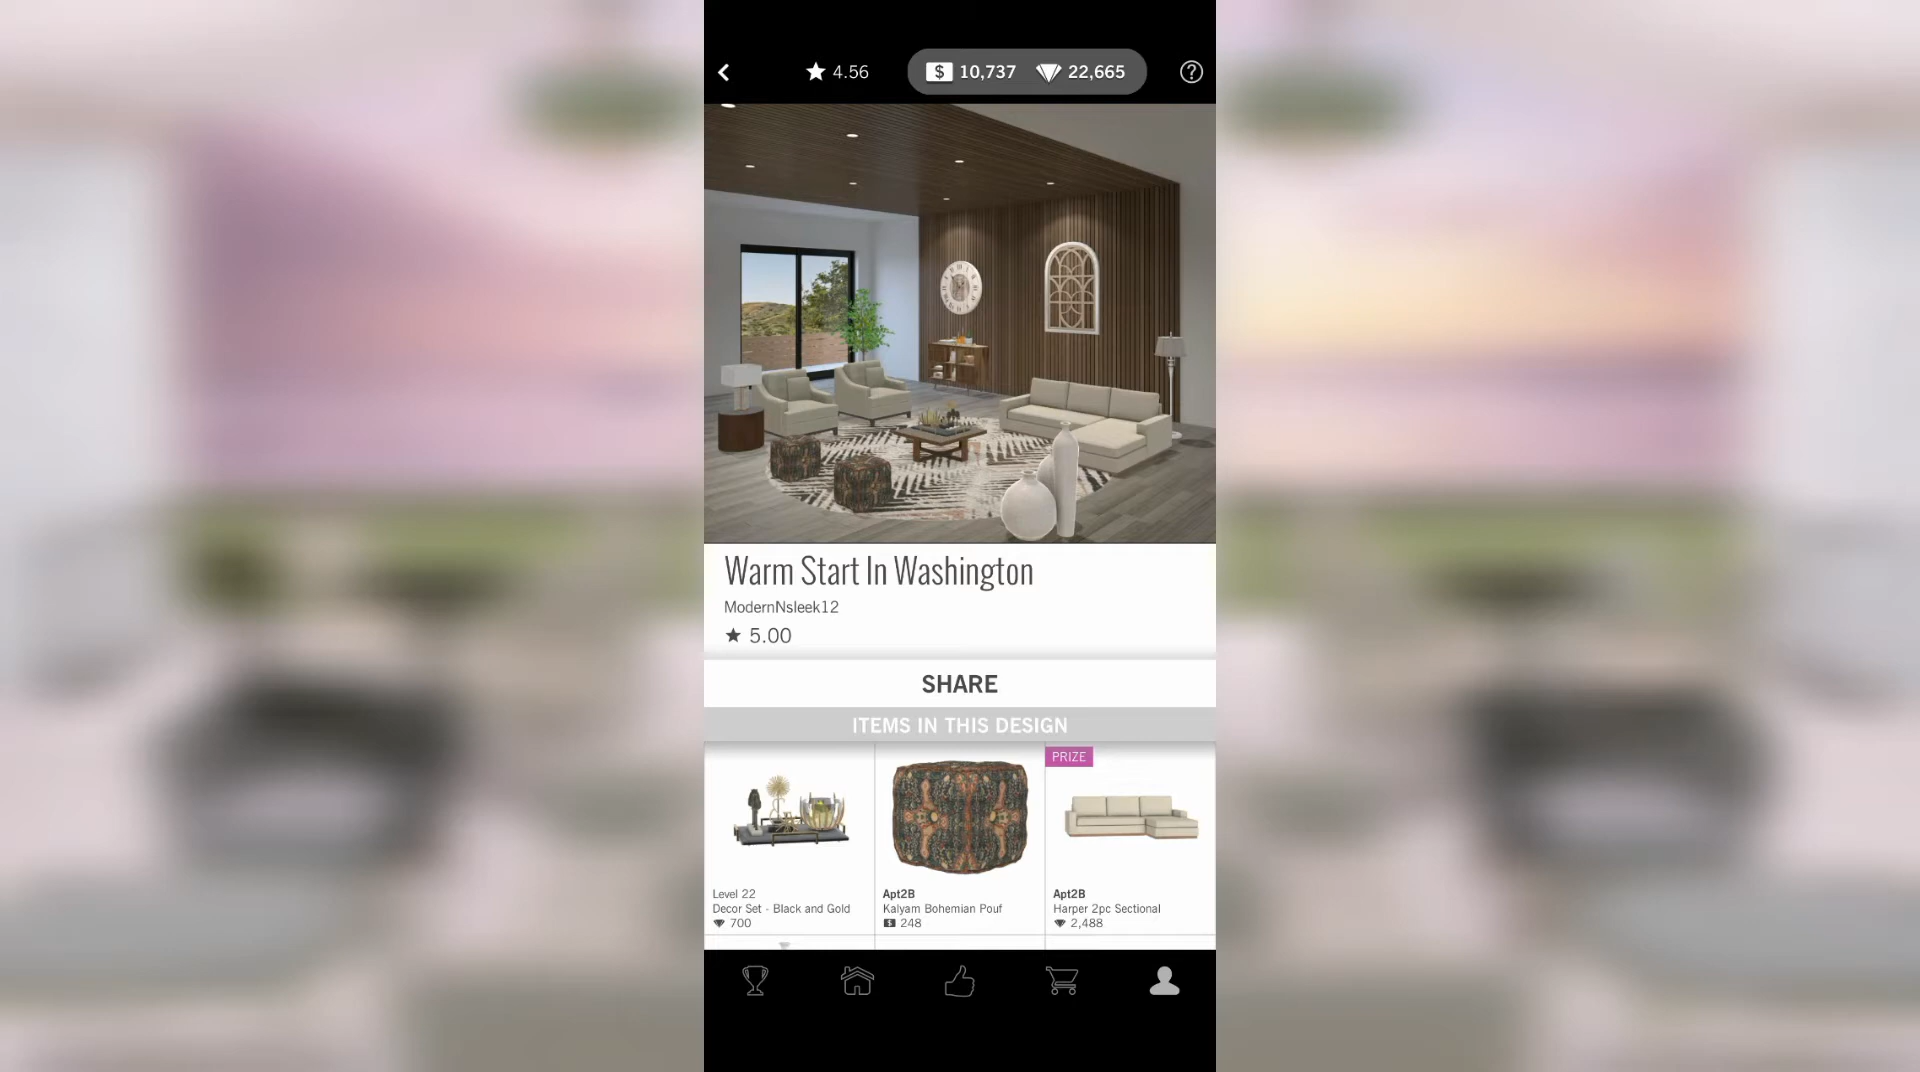 4.56
$ 10,737 22,665 ?
Warm Start In Washington
ModernNsleek12
5.00
SHARE
ITEMS IN THIS DESIGN
PRIZE
Level 22
Decor Set - Black and Gold
700
Apt2B
Kalyam Bohemian Pouf
248
Apt2B
Harper 2pc Sectional
2,488